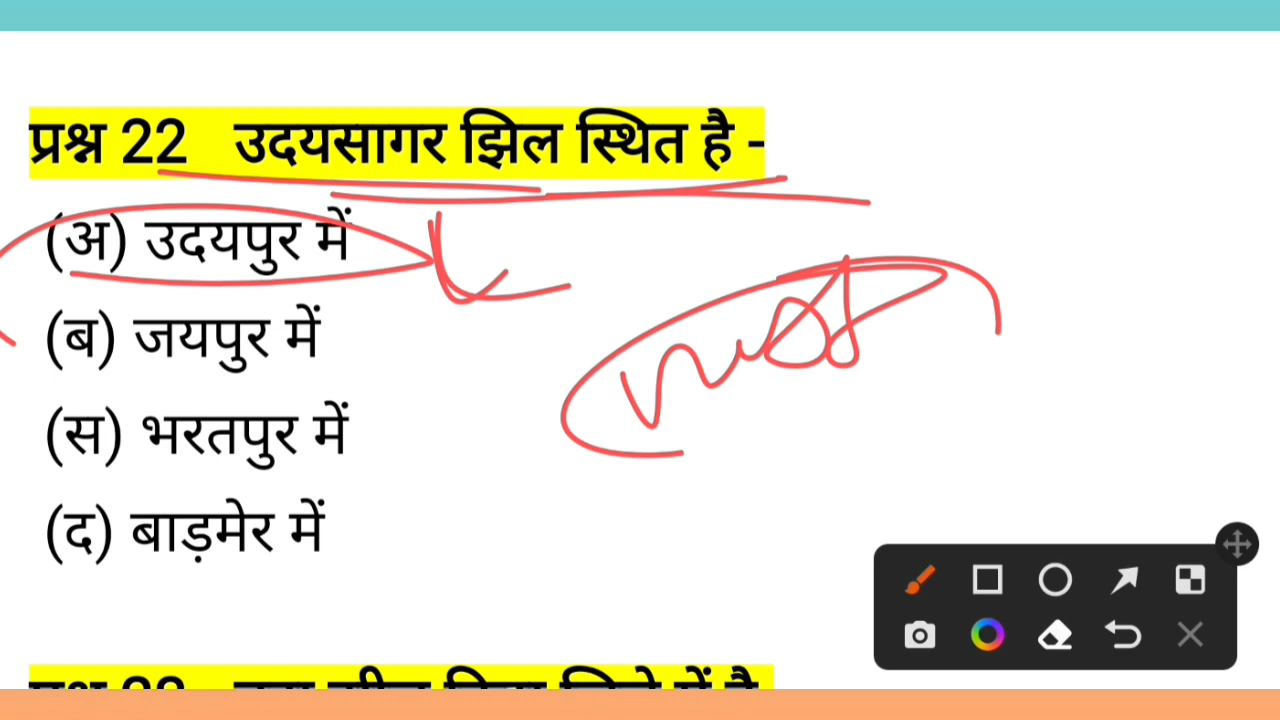 प्रश्न 22 उदयसागर झिल स्थित है -
(अ) उदयपुर में
(ब) जयपुर में
(स) भरतपुर में
(द) बाड़मेर में